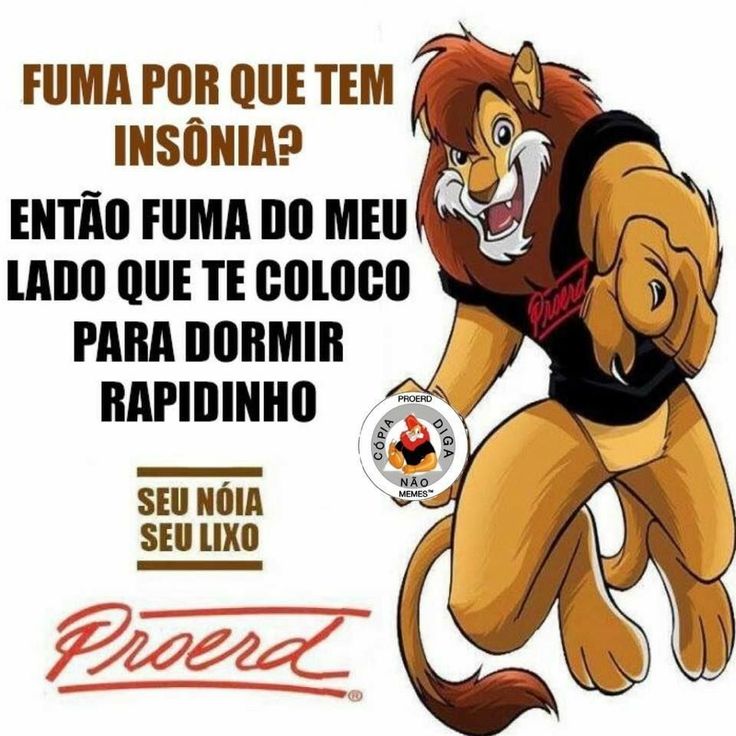 FUMA POR QUE TEM
INSÔNIA?
ENTÃO FUMA DO MEU
LADO QUE TE COLOCO
PARA DORMIR
RAPIDINHO
SEU NÓIA
SEU LIXO
Proerd®
Proerd
PROERD
CÓPIA DIGA
NÃO
MEMES™